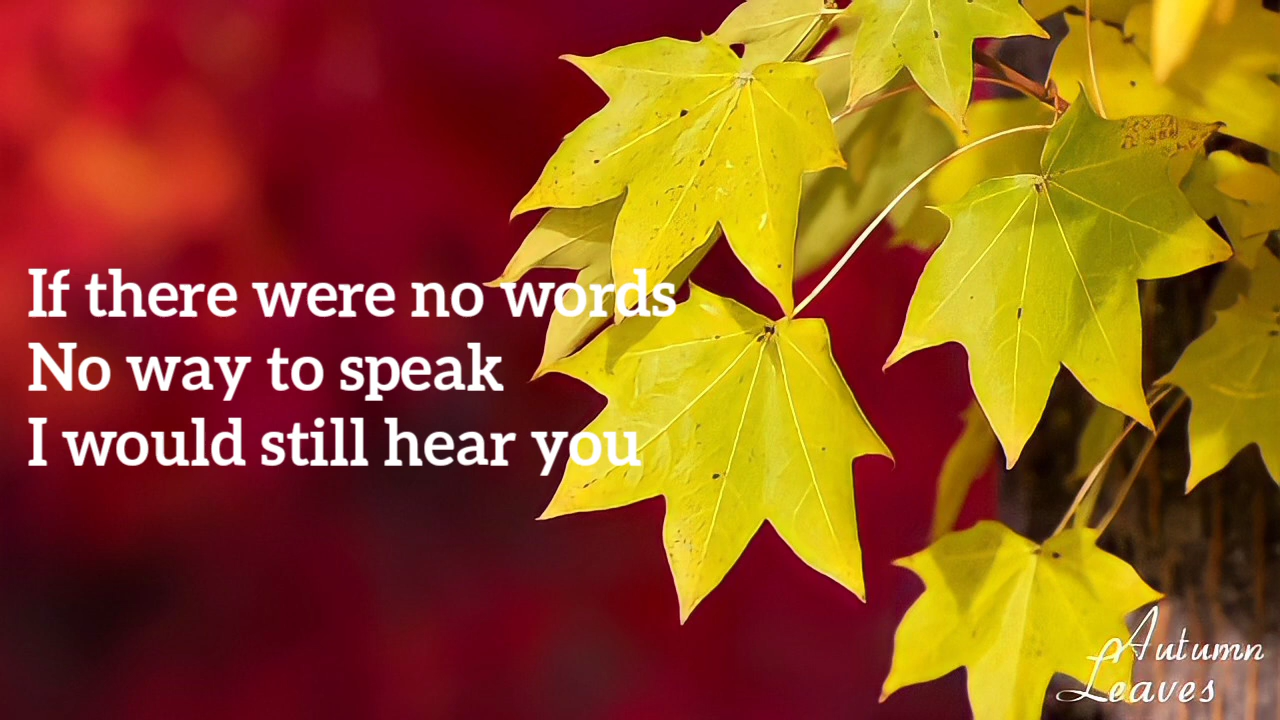 If there were no words
No way to speak
I would still hear you
Autumn
Leaves